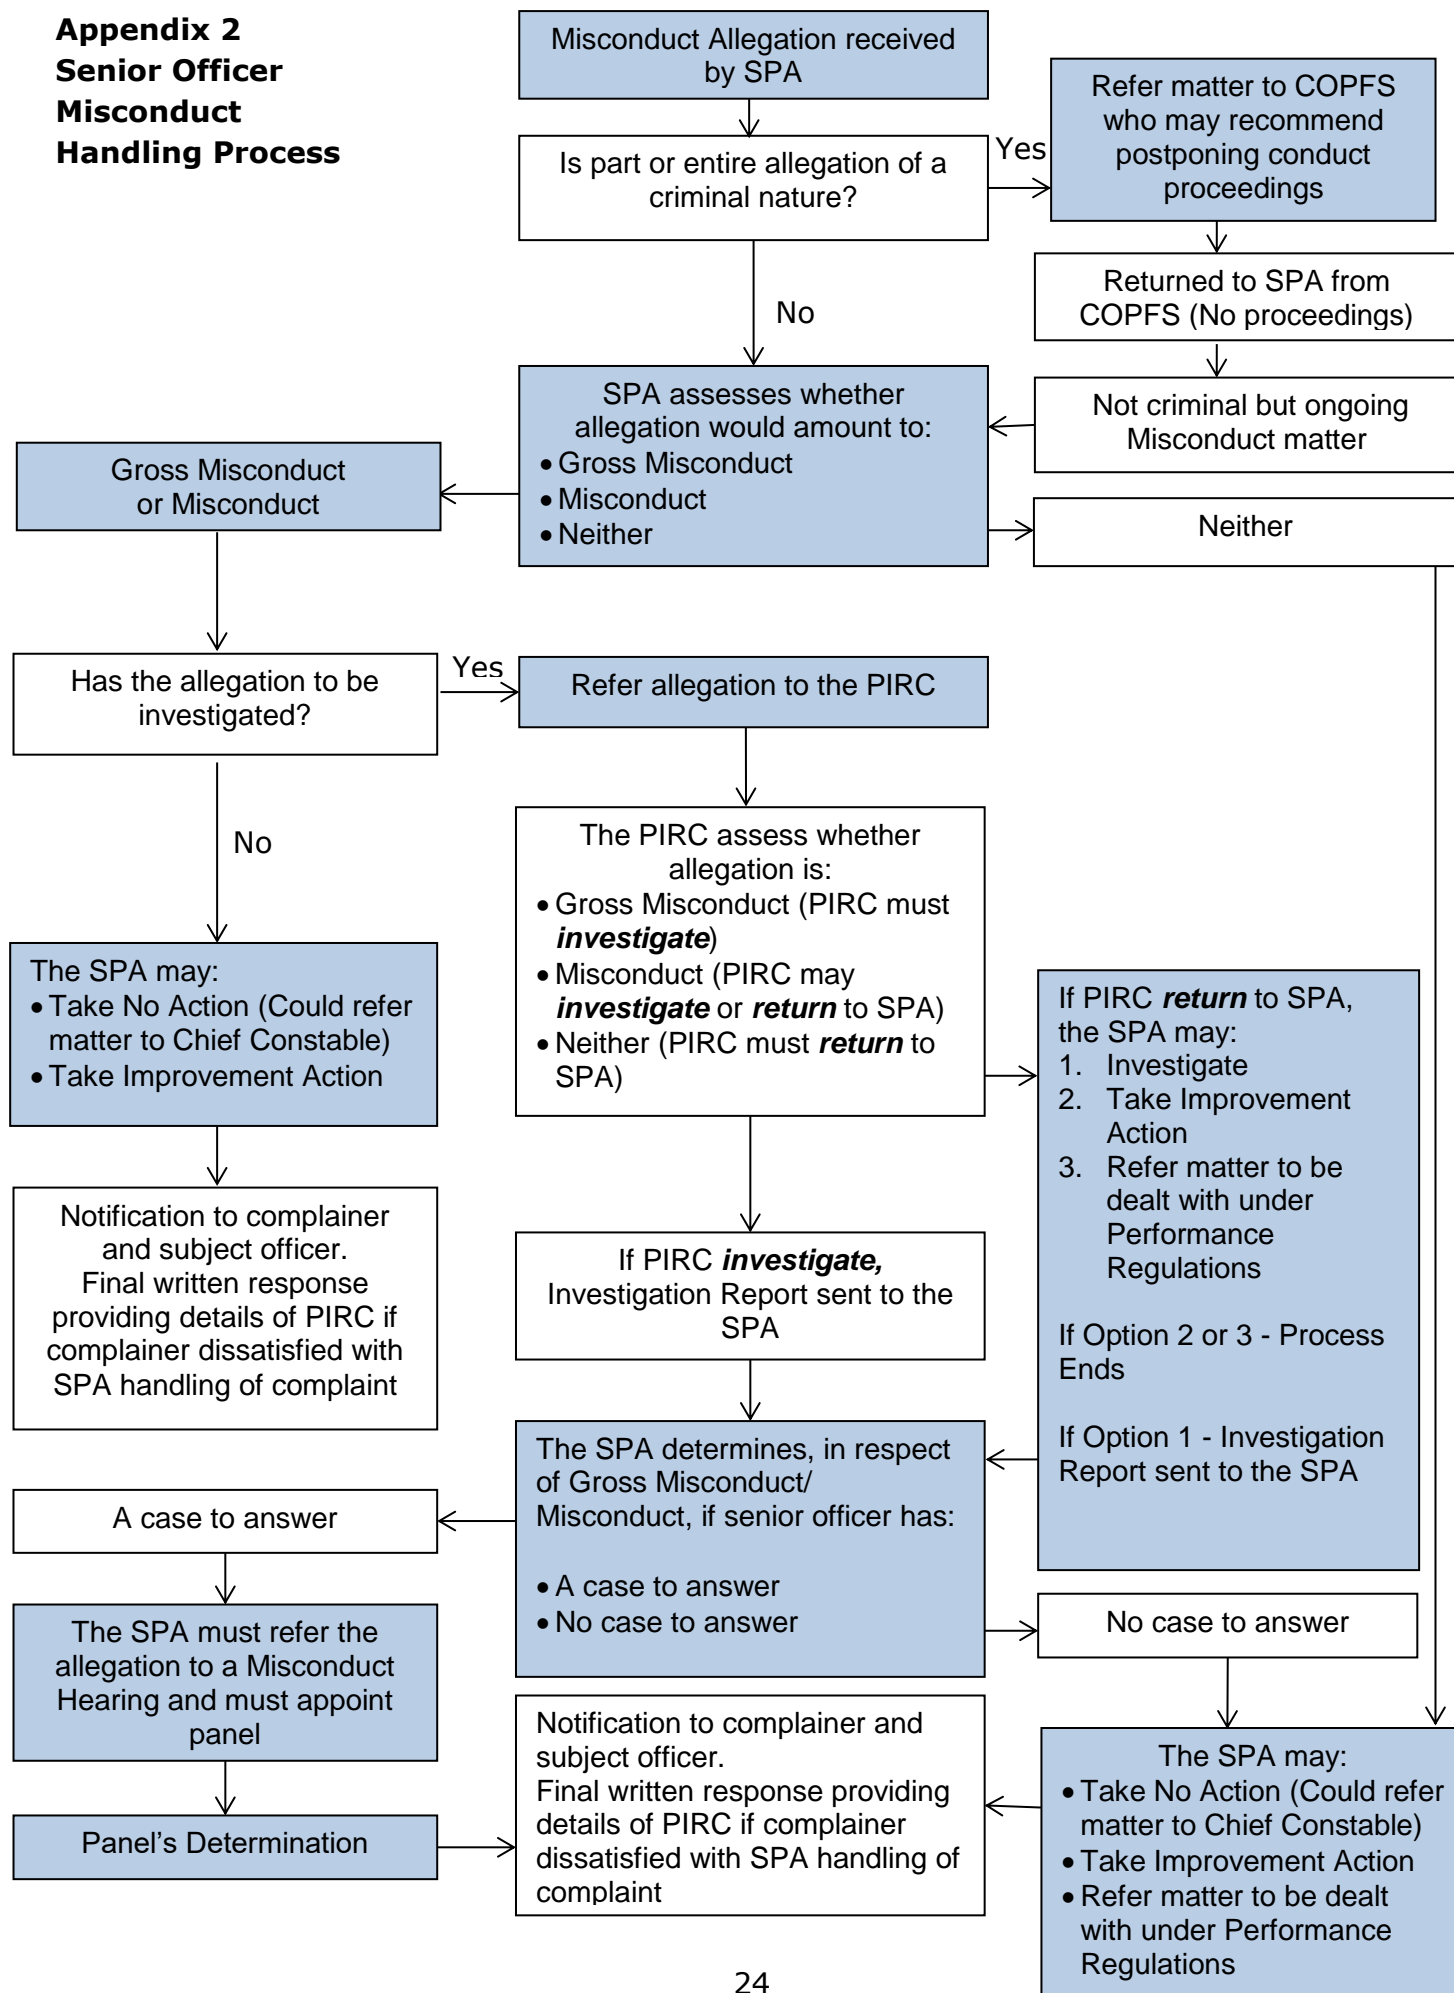 Appendix 2
Senior Officer
Misconduct
Handling Process
Misconduct Allegation received
by SPA
Is part or entire allegation of a
criminal nature?
Yes
Refer matter to COPFS
who may recommend
postponing conduct
proceedings
Returned to SPA from
COPFS (No proceedings)
No
Not criminal but ongoing
Misconduct matter
SPA assesses whether
allegation would amount to:
• Gross Misconduct
• Misconduct
• Neither
Gross Misconduct
or Misconduct
Neither
Has the allegation to be
investigated?
Yes
Refer allegation to the PIRC
No
The PIRC assess whether
allegation is:
• Gross Misconduct (PIRC must
investigate)
• Misconduct (PIRC may
investigate or return to SPA)
• Neither (PIRC must return to
SPA)
The SPA may:
• Take No Action (Could refer
matter to Chief Constable)
• Take Improvement Action
If PIRC return to SPA,
the SPA may:
1. Investigate
2. Take Improvement
Action
3. Refer matter to be
dealt with under
Performance
Regulations
If Option 2 or 3 - Process
Ends
If Option 1 - Investigation
Report sent to the SPA
Notification to complainer
and subject officer.
Final written response
providing details of PIRC if
complainer dissatisfied with
SPA handling of complaint
If PIRC investigate,
Investigation Report sent to the
SPA
The SPA determines, in respect
of Gross Misconduct/
Misconduct, if senior officer has:
• A case to answer
• No case to answer
A case to answer
No case to answer
The SPA must refer the
allegation to a Misconduct
Hearing and must appoint
panel
Panel’s Determination
Notification to complainer and
subject officer.
Final written response providing
details of PIRC if complainer
dissatisfied with SPA handling of
complaint
The SPA may:
• Take No Action (Could refer
matter to Chief Constable)
• Take Improvement Action
• Refer matter to be dealt
with under Performance
Regulations
24